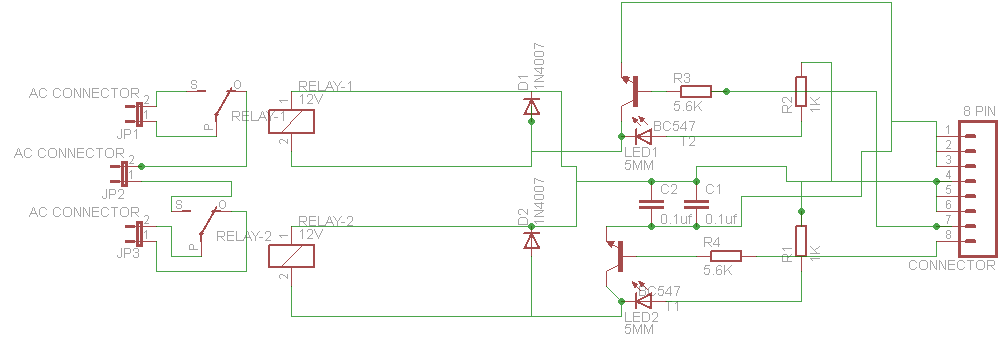 D1
1N4007
S
O
P
AC CONNECTOR
2
1
JP1
RELAY-1
12V
RELAY-1
1
2
R3
5.6K
R2
1K
BC547
T2
LED1
5MM
8 PIN
1
2
3
4
5
6
7
8
CONNECTOR
AC CONNECTOR
2
1
JP2
D2
1N4007
C2
0.1uf
C1
0.1uf
S
O
P
AC CONNECTOR
2
1
JP3
RELAY-2
12V
RELAY-2
1
2
R4
5.6K
R1
1K
BC547
T1
LED2
5MM